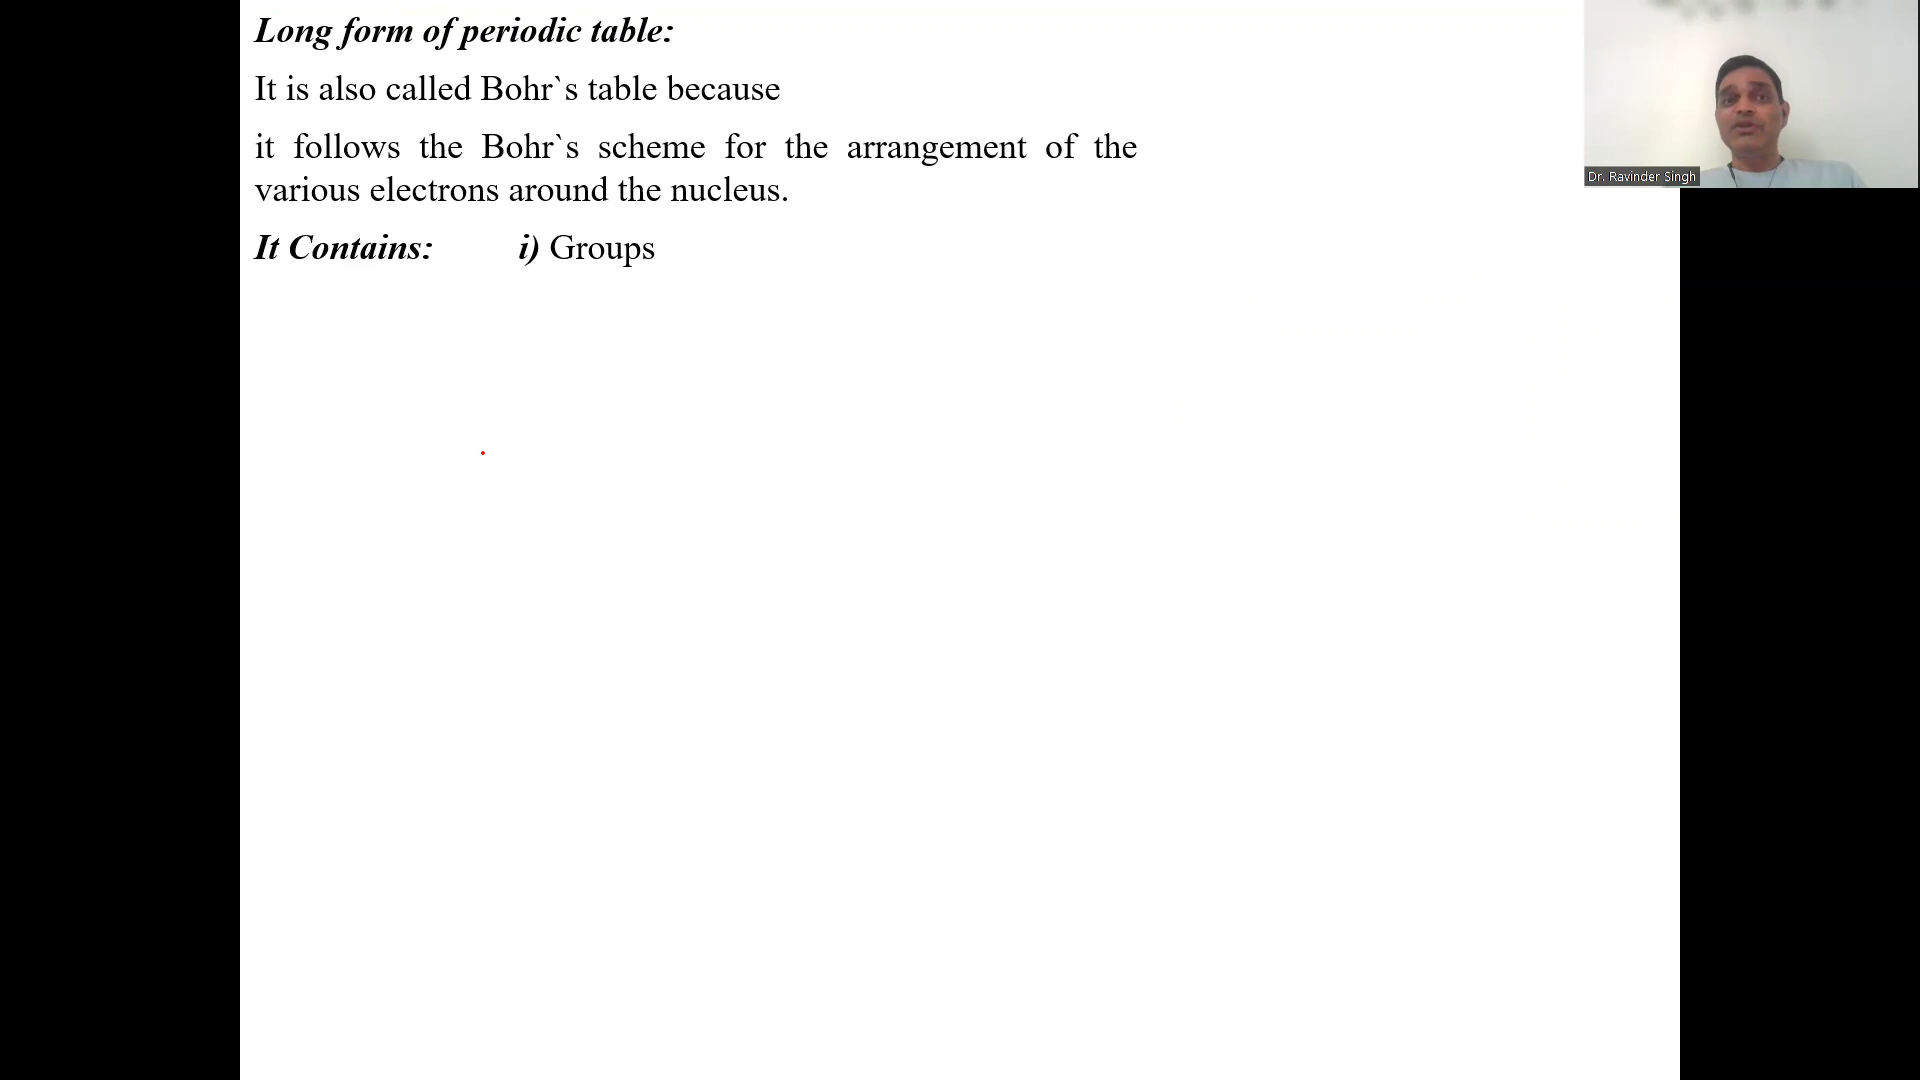 Long form of periodic table:
It is also called Bohr`s table because
it follows the Bohr`s scheme for the arrangement of the
various electrons around the nucleus.
It Contains: i) Groups
Dr. Ravinder Singh